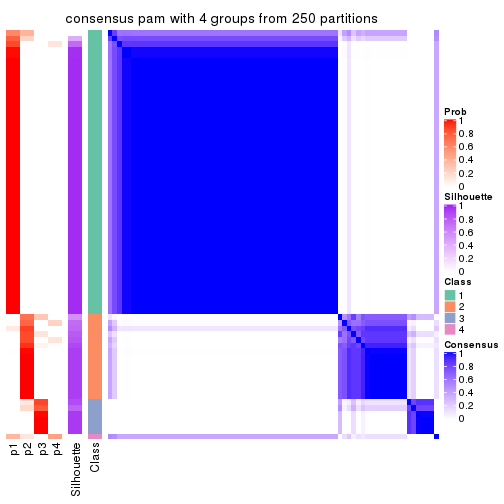 consensus pam with 4 groups from 250 partitions
Prob
1
0.8
0.6
0.4
0.2
0
Silhouette
1
0.8
0.6
0.4
0.2
0
Class
1
2
3
4
Consensus
1
0.8
0.6
0.4
0.2
0
p1
p2
p3
p4
Silhouette
Class